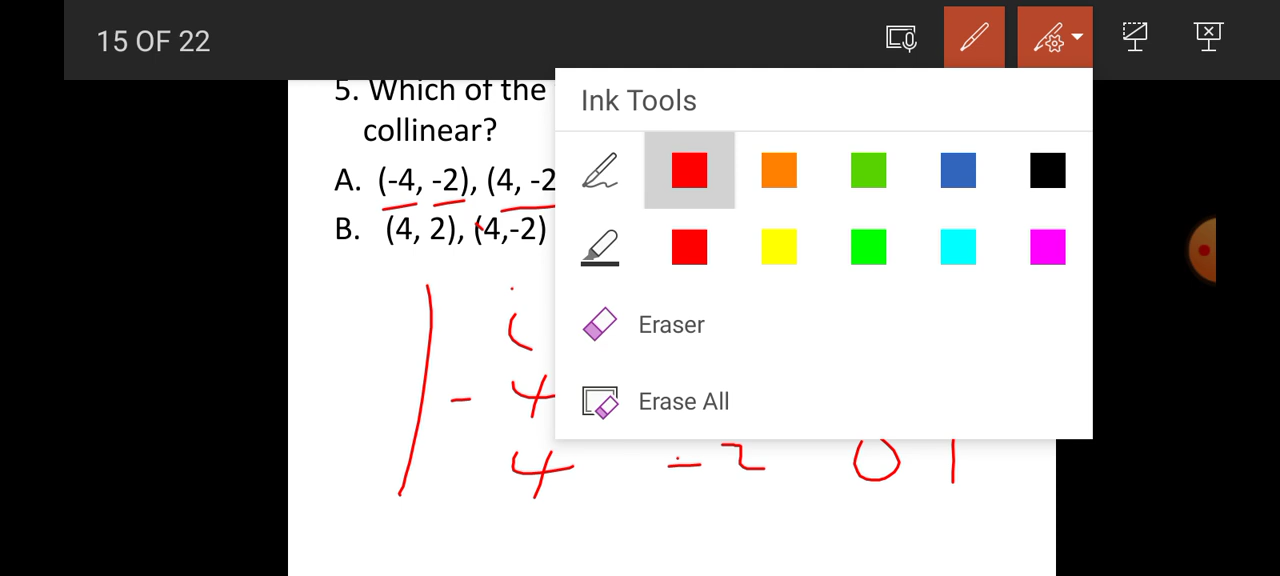 15 OF 22
5. Which of the
collinear?
A. (-4, -2), (4, -2
B. (4, 2), (4,-2)
Ink Tools
Eraser
Erase All
i
- 4
4 - 2 0